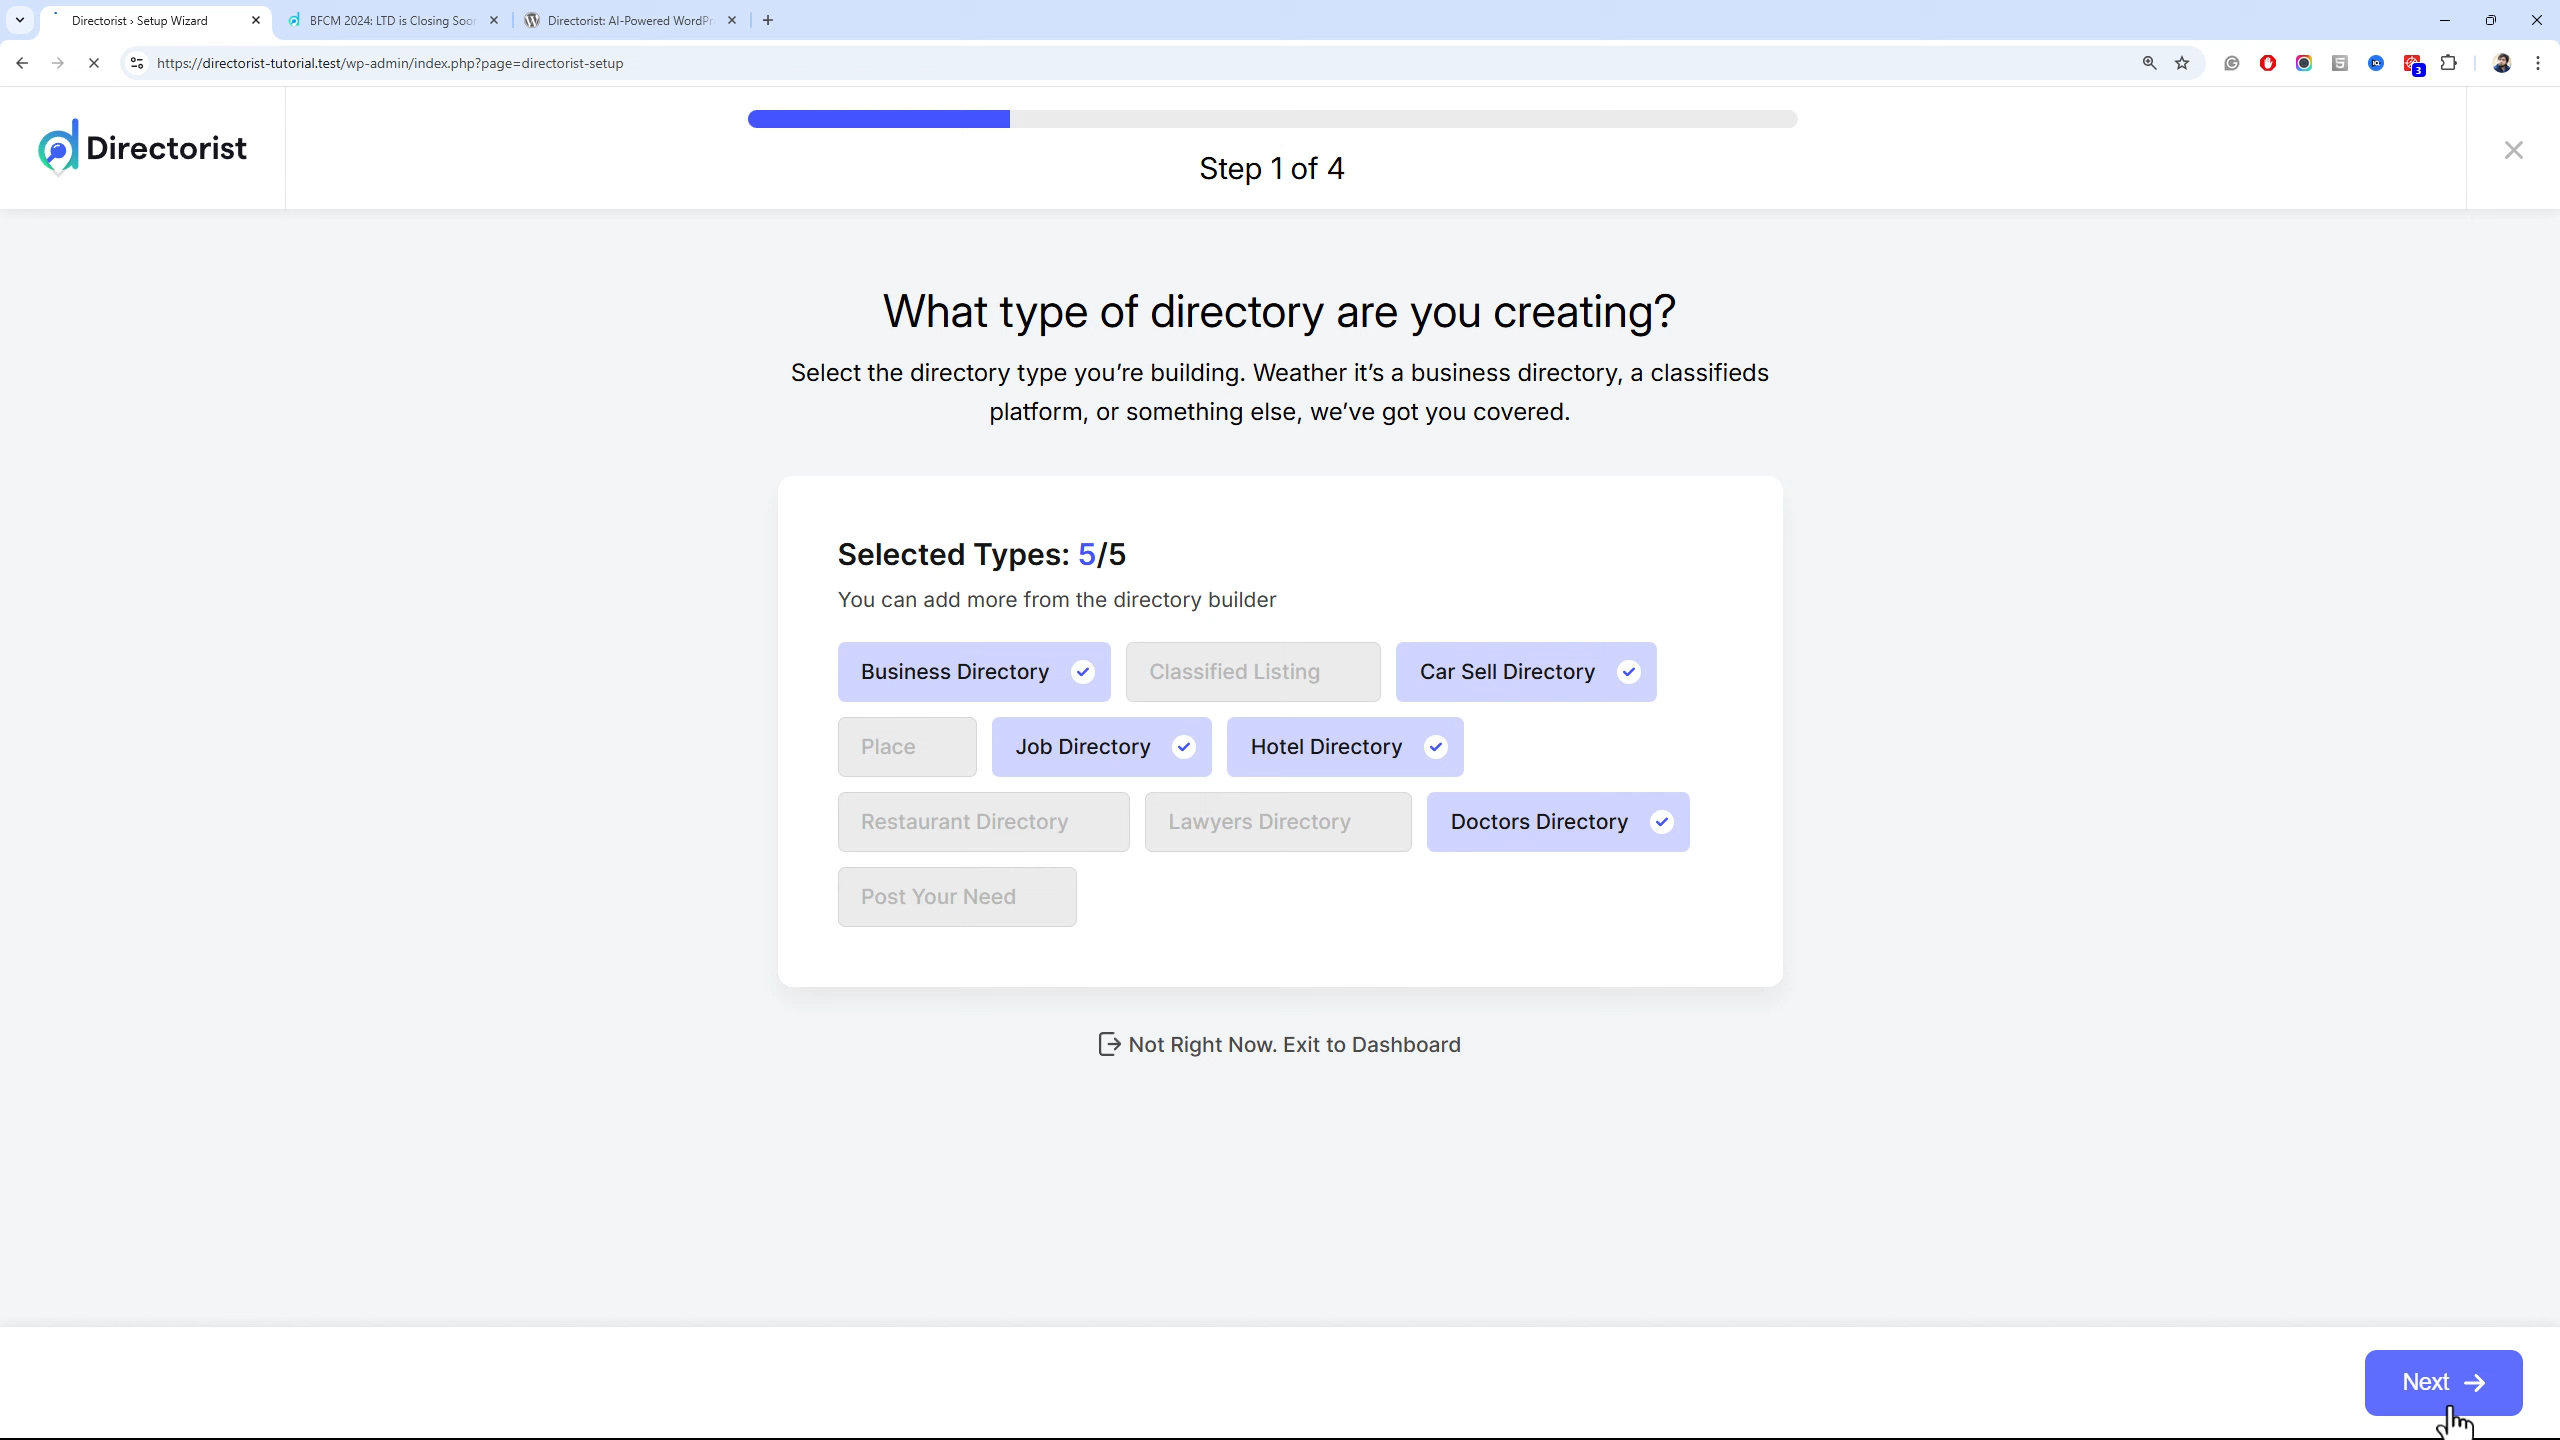 Directorist › Setup Wizard
BFCM 2024: LTD is Closing Soo
Directorist: AI-Powered WordPr
https://directorist-tutorial.test/wp-admin/index.php?page=directorist-setup
3
Directorist
Step 1 of 4
What type of directory are you creating?
Select the directory type you’re building. Weather it’s a business directory, a classifieds
platform, or something else, we’ve got you covered.
Selected Types: 5/5
You can add more from the directory builder
Business Directory
Classified Listing
Car Sell Directory
Place
Job Directory
Hotel Directory
Restaurant Directory
Lawyers Directory
Doctors Directory
Post Your Need
Not Right Now. Exit to Dashboard
Next